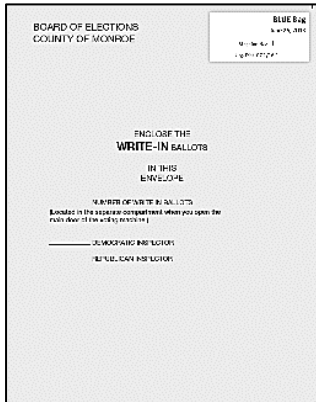 BOARD OF ELECTIONS
COUNTY OF MONROE
BLUE Bag
ENCLOSE THE
WRITE-IN BALLOTS
IN THIS
ENVELOPE
NUMBER OF WRITE IN BALLOTS
(Located in the separate compartment when you open the
main door of the voting machine.)
DEMOCRATIC INSPECTOR
REPUBLICAN INSPECTOR